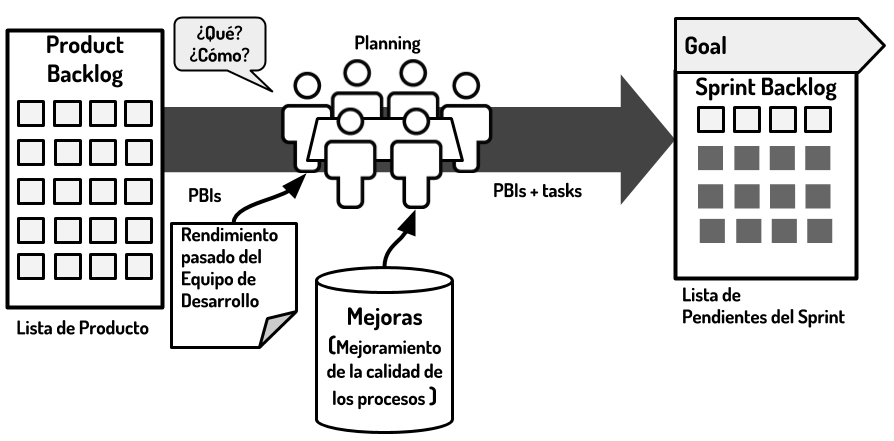 Product
Backlog
¿Qué?
¿Cómo?
Planning
Goal
Sprint Backlog
PBIs
PBIs + tasks
Rendimiento
pasado del
Equipo de
Desarrollo
Lista de Producto
Mejoras
(Mejoramiento
de la calidad de
los procesos )
Lista de
Pendientes del Sprint